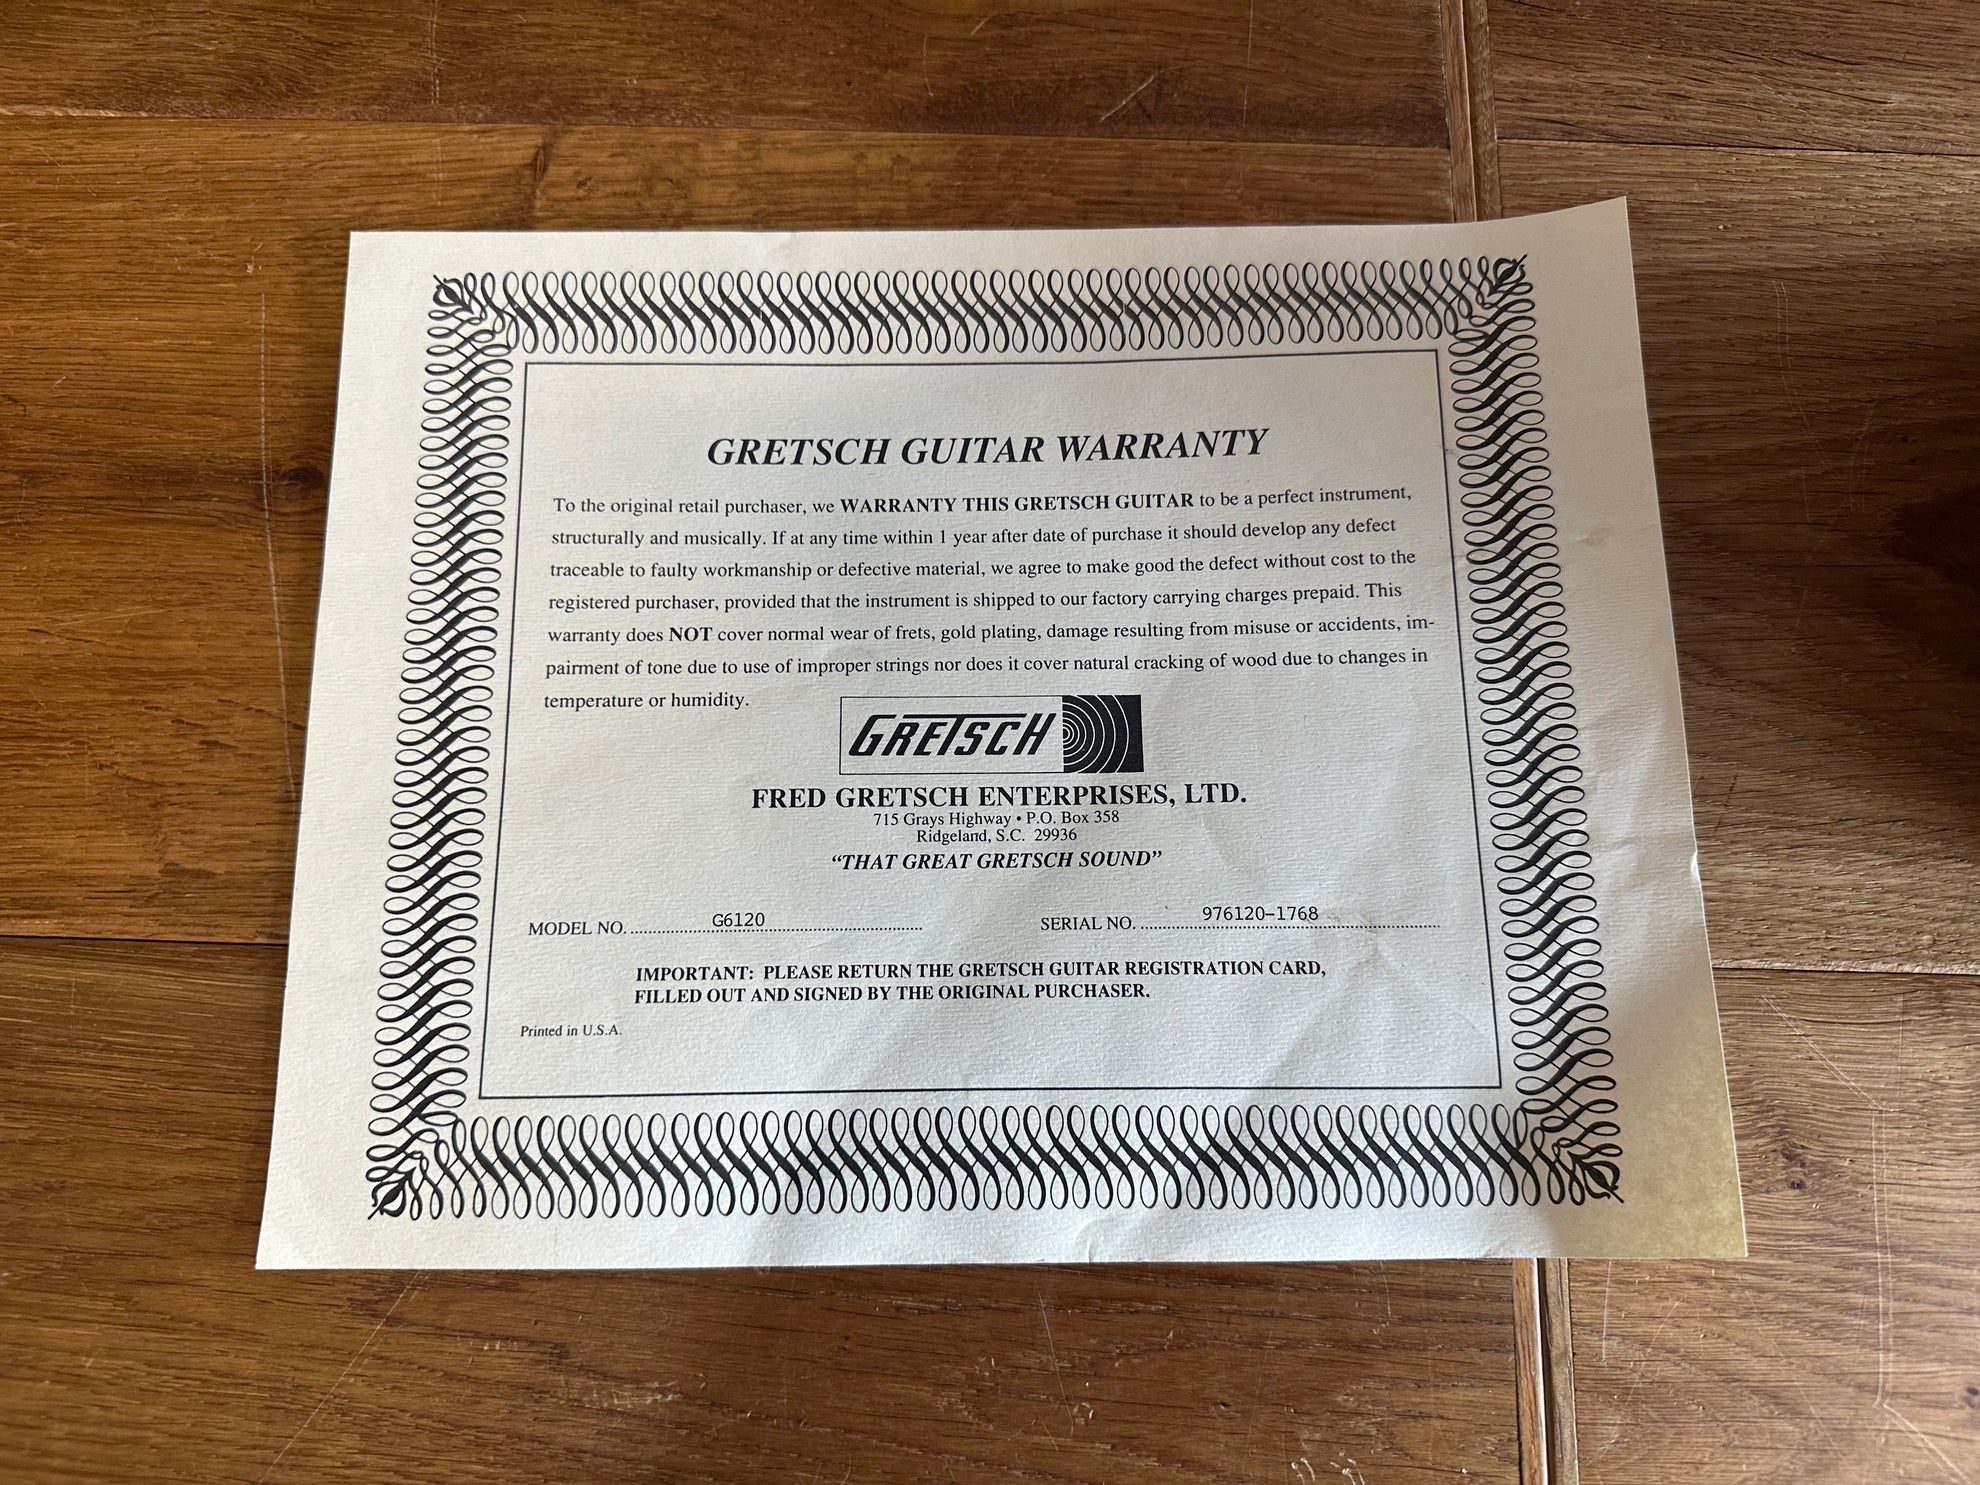 GRETSCH GUITAR WARRANTY
To the original retail purchaser, we WARRANTY THIS GRETSCH GUITAR to be a perfect instrument,
structurally and musically. If at any time within 1 year after date of purchase it should develop any defect
traceable to faulty workmanship or defective material, we agree to make good the defect without cost to the
registered purchaser, provided that the instrument is shipped to our factory carrying charges prepaid. This
warranty does NOT cover normal wear of frets, gold plating, damage resulting from misuse or accidents, im-
pairment of tone due to use of improper strings nor does it cover natural cracking of wood due to changes in
temperature or humidity.
GRETSCH
FRED GRETSCH ENTERPRISES, LTD.
715 Grays Highway • P.O. Box 358
Ridgeland, S.C. 29936
“THAT GREAT GRETSCH SOUND”
MODEL NO. G6120 SERIAL NO. 976120-1768
IMPORTANT: PLEASE RETURN THE GRETSCH GUITAR REGISTRATION CARD,
FILLED OUT AND SIGNED BY THE ORIGINAL PURCHASER.
Printed in U.S.A.